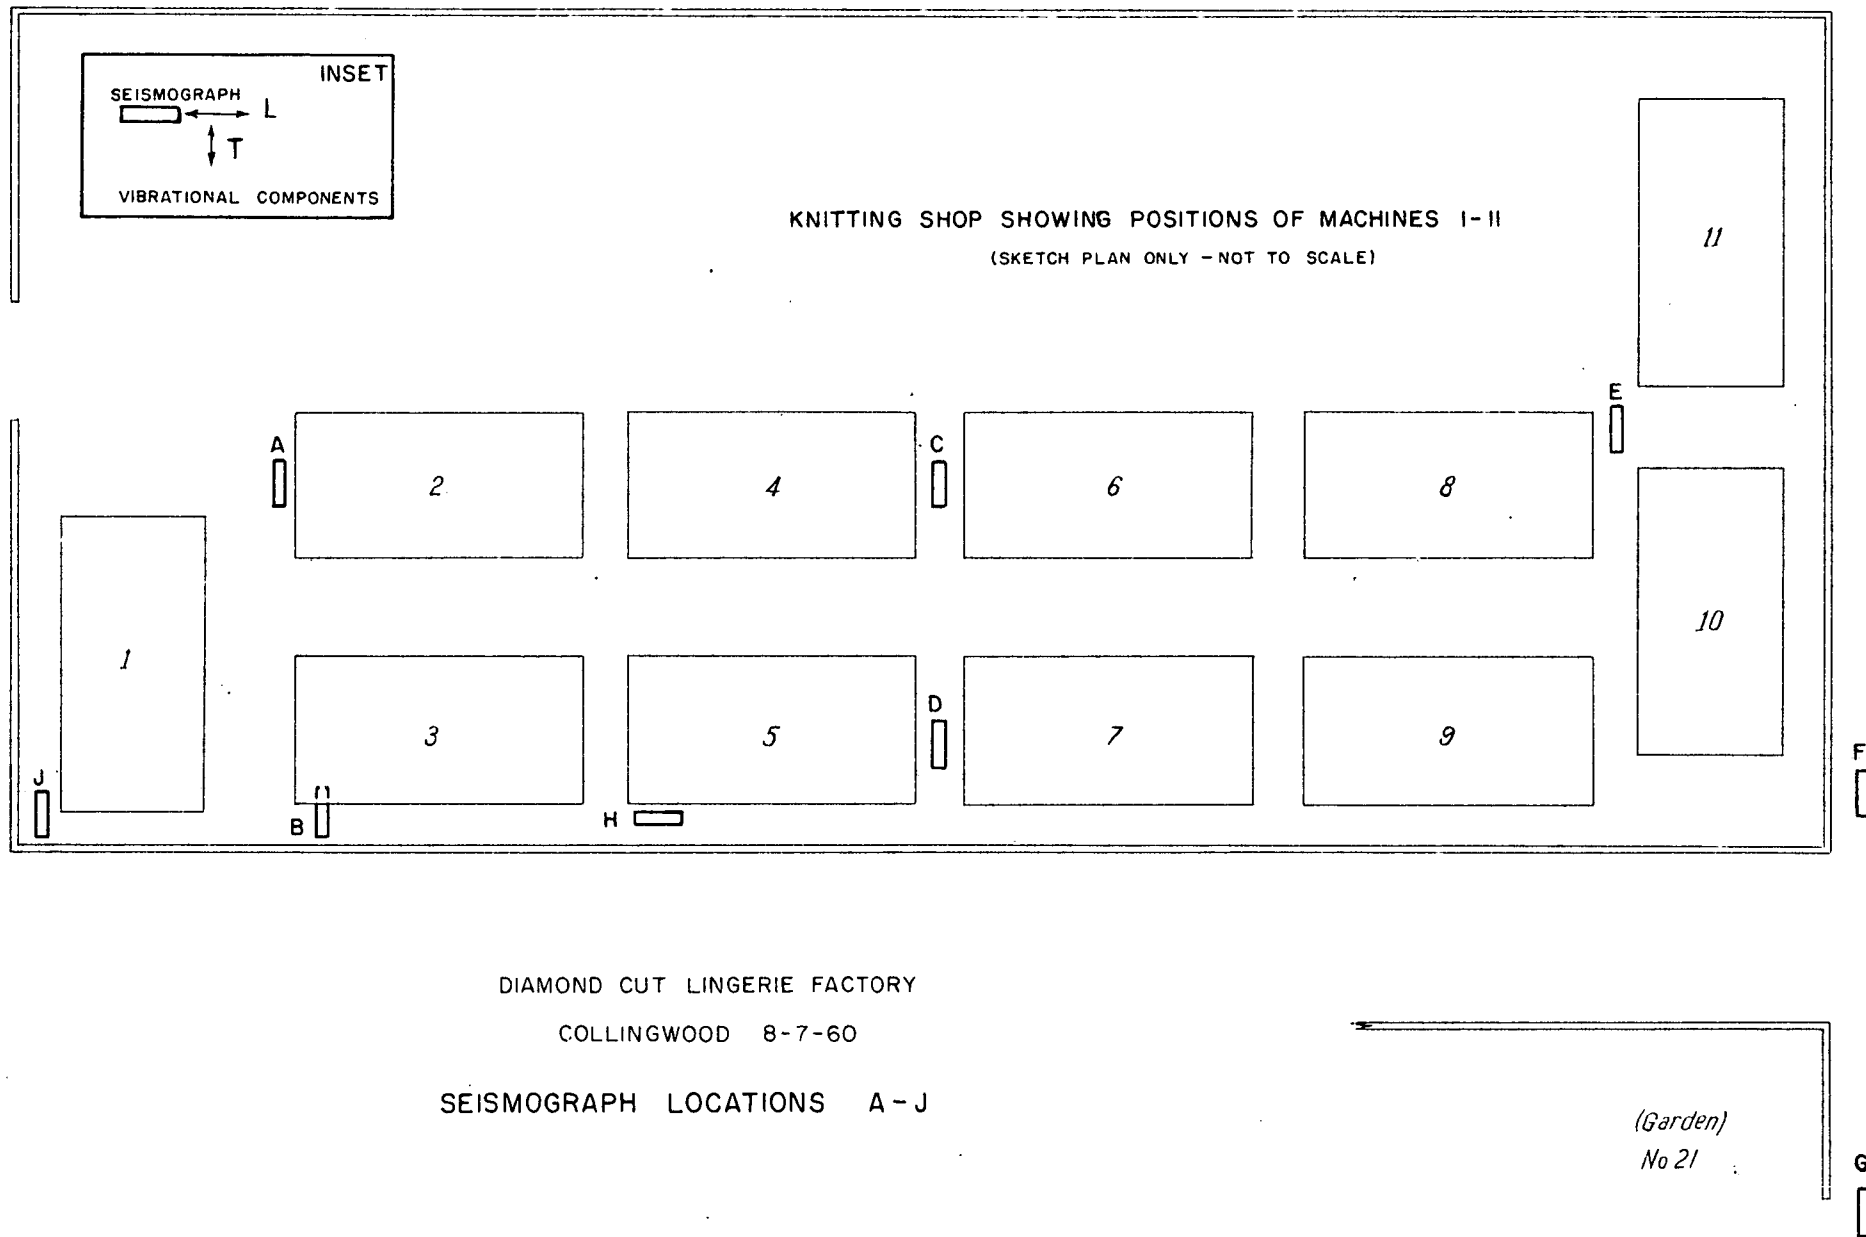 INSET
SEISMOGRAPH
L
T
VIBRATIONAL COMPONENTS
KNITTING SHOP SHOWING POSITIONS OF MACHINES 1-11
(SKETCH PLAN ONLY - NOT TO SCALE)
11
E
A
C
2
4
6
8
10
1
D
3
5
7
9
F
J
B
H
DIAMOND CUT LINGERIE FACTORY
COLLINGWOOD 8-7-60
SEISMOGRAPH LOCATIONS A-J
(Garden)
No 21
G